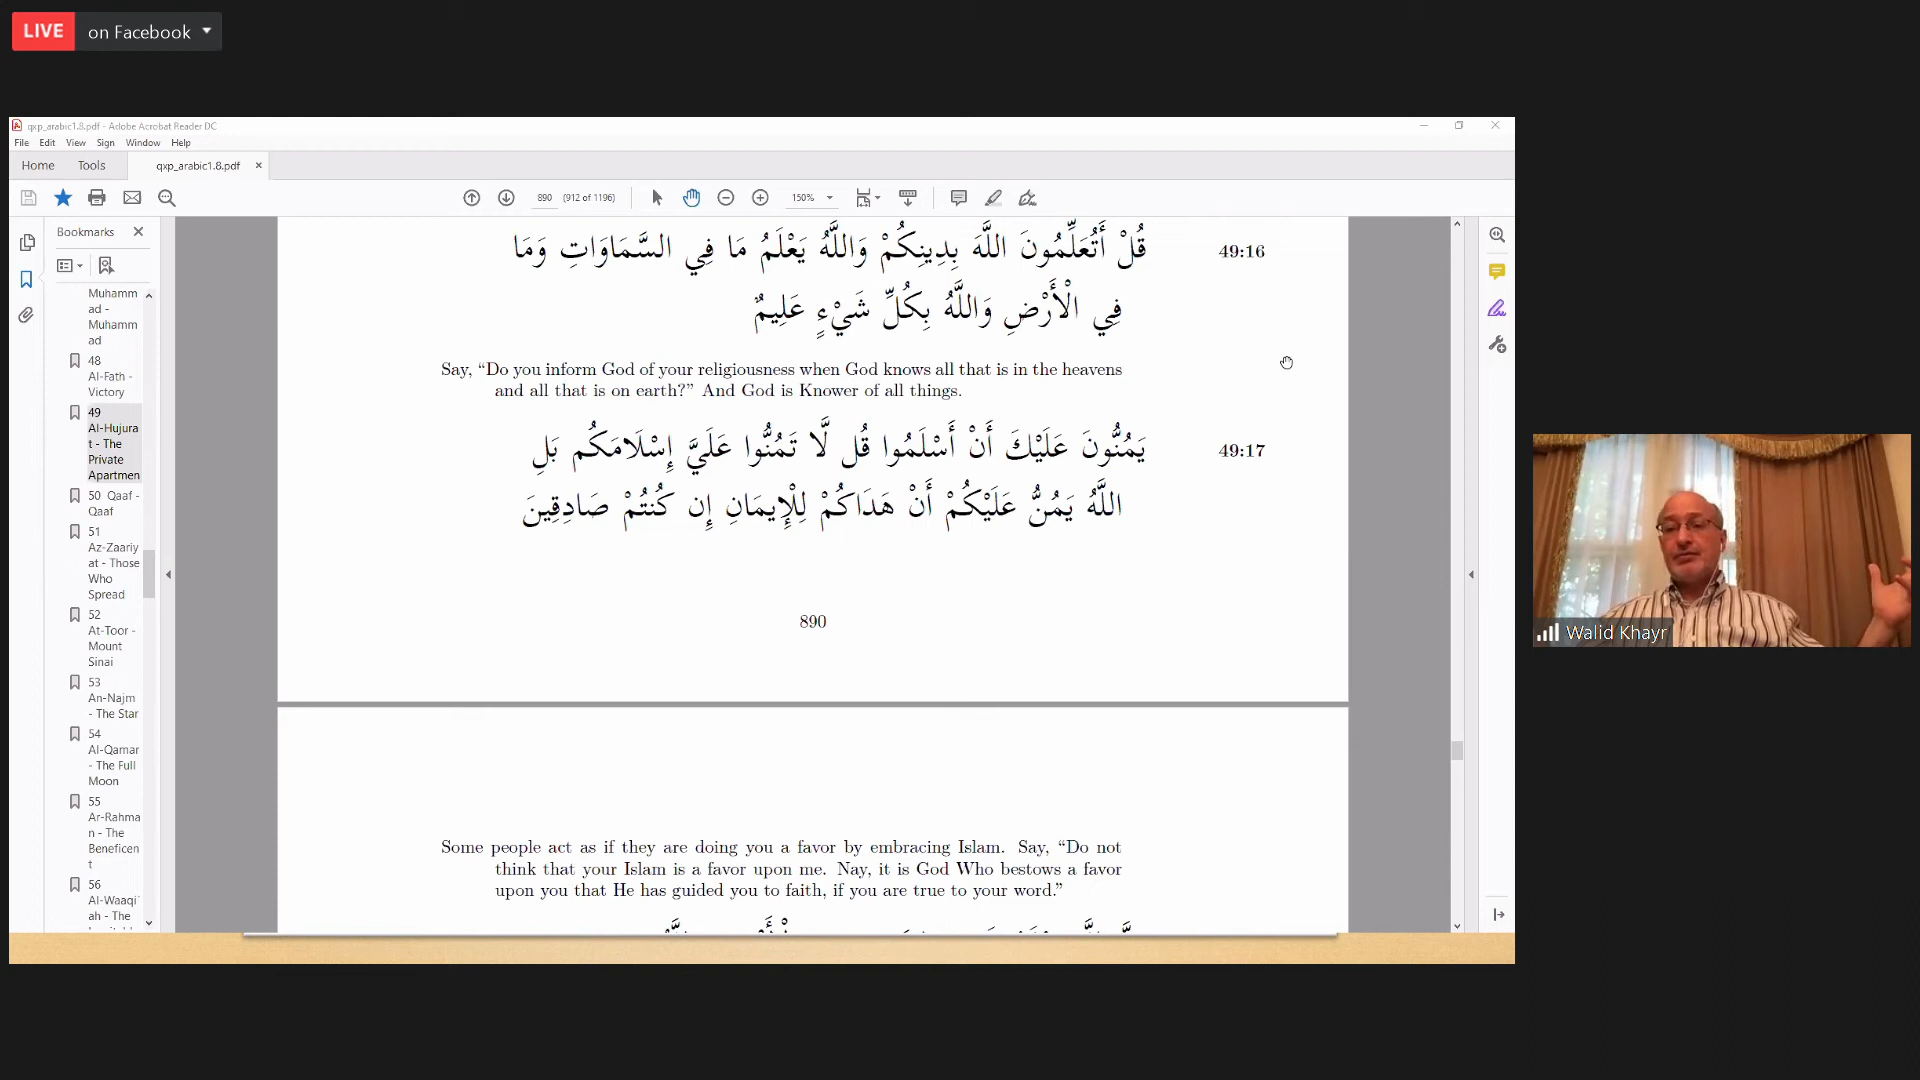 LIVE on Facebook
qxp_arabic1.8.pdf - Adobe Acrobat Reader DC
File Edit View Sign Window Help
Home Tools qxp_arabic1.8.pdf
890 (912 of 1196) 150%
Bookmarks
Muhamm
ad -
Muhamm
ad
48
Al-Fath -
Victory
49
Al-Hujura
t - The
Private
Apartmen
50 Qaaf -
Qaaf
51
Az-Zaariy
at - Those
Who
Spread
52
At-Toor -
Mount
Sinai
53
An-Najm
- The Star
54
Al-Qamar
- The Full
Moon
55
Ar-Rahma
n - The
Beneficen
t
56
Al-Waaqi'
ah - The
49:16 قُلْ أَتُعَلِّمُونَ اللَّهَ بِدِينِكُمْ وَاللَّهُ يَعْلَمُ مَا فِي السَّمَاوَاتِ وَمَا
فِي الْأَرْضِ وَاللَّهُ بِكُلِّ شَيْءٍ عَلِيمٌ
Say, “Do you inform God of your religiousness when God knows all that is in the heavens
and all that is on earth?” And God is Knower of all things.
49:17 يَمُنُّونَ عَلَيْكَ أَنْ أَسْلَمُوا قُل لَّا تَمُنُّوا عَلَيَّ إِسْلَامَكُم بَلِ
اللَّهُ يَمُنُّ عَلَيْكُمْ أَنْ هَدَاكُمْ لِلْإِيمَانِ إِن كُنتُمْ صَادِقِينَ
890
Some people act as if they are doing you a favor by embracing Islam. Say, “Do not
think that your Islam is a favor upon me. Nay, it is God Who bestows a favor
upon you that He has guided you to faith, if you are true to your word.”
Walid Khayr